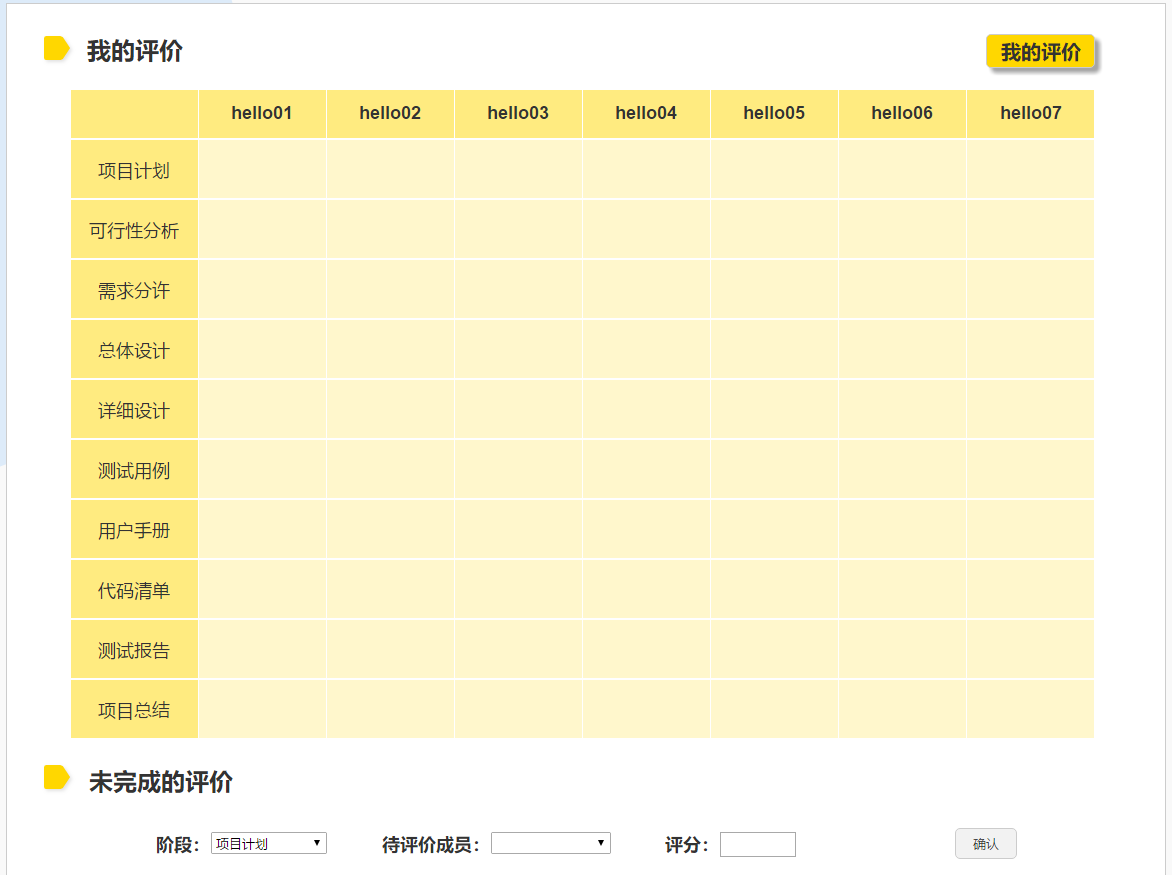 我的评价 我的评价
hello01 hello02 hello03 hello04 hello05 hello06 hello07
项目计划
可行性分析
需求分许
总体设计
详细设计
测试用例
用户手册
代码清单
测试报告
项目总结
未完成的评价
阶段： 项目计划 待评价成员： 评分： 确认